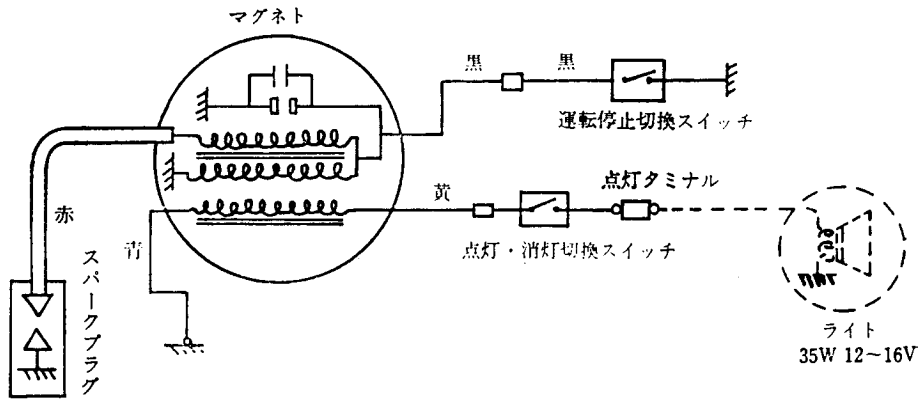 マグネト
黒
黒
運転停止切換スイッチ
赤
黄
点灯タミナル
青
点灯・消灯切換スイッチ
スパークプラグ
ライト
35W 12~16V